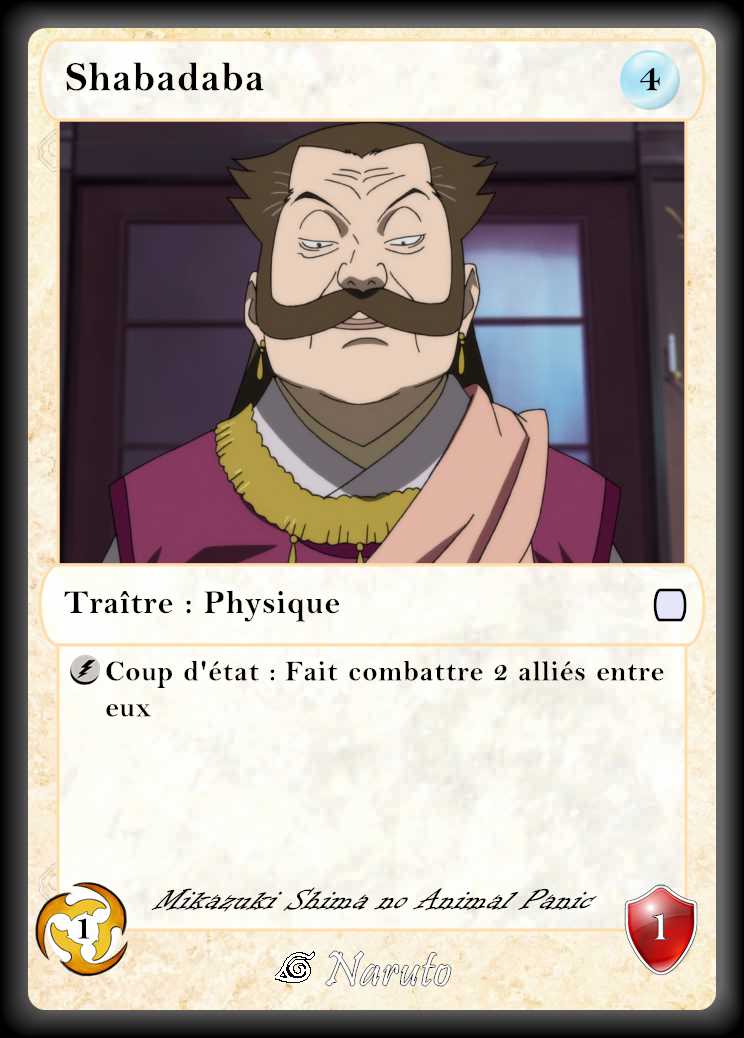 Shabadaba
4
Traître : Physique
Coup d'état : Fait combattre 2 alliés entre
eux
Mikazuki Shima no Animal Panic
1
1
Naruto